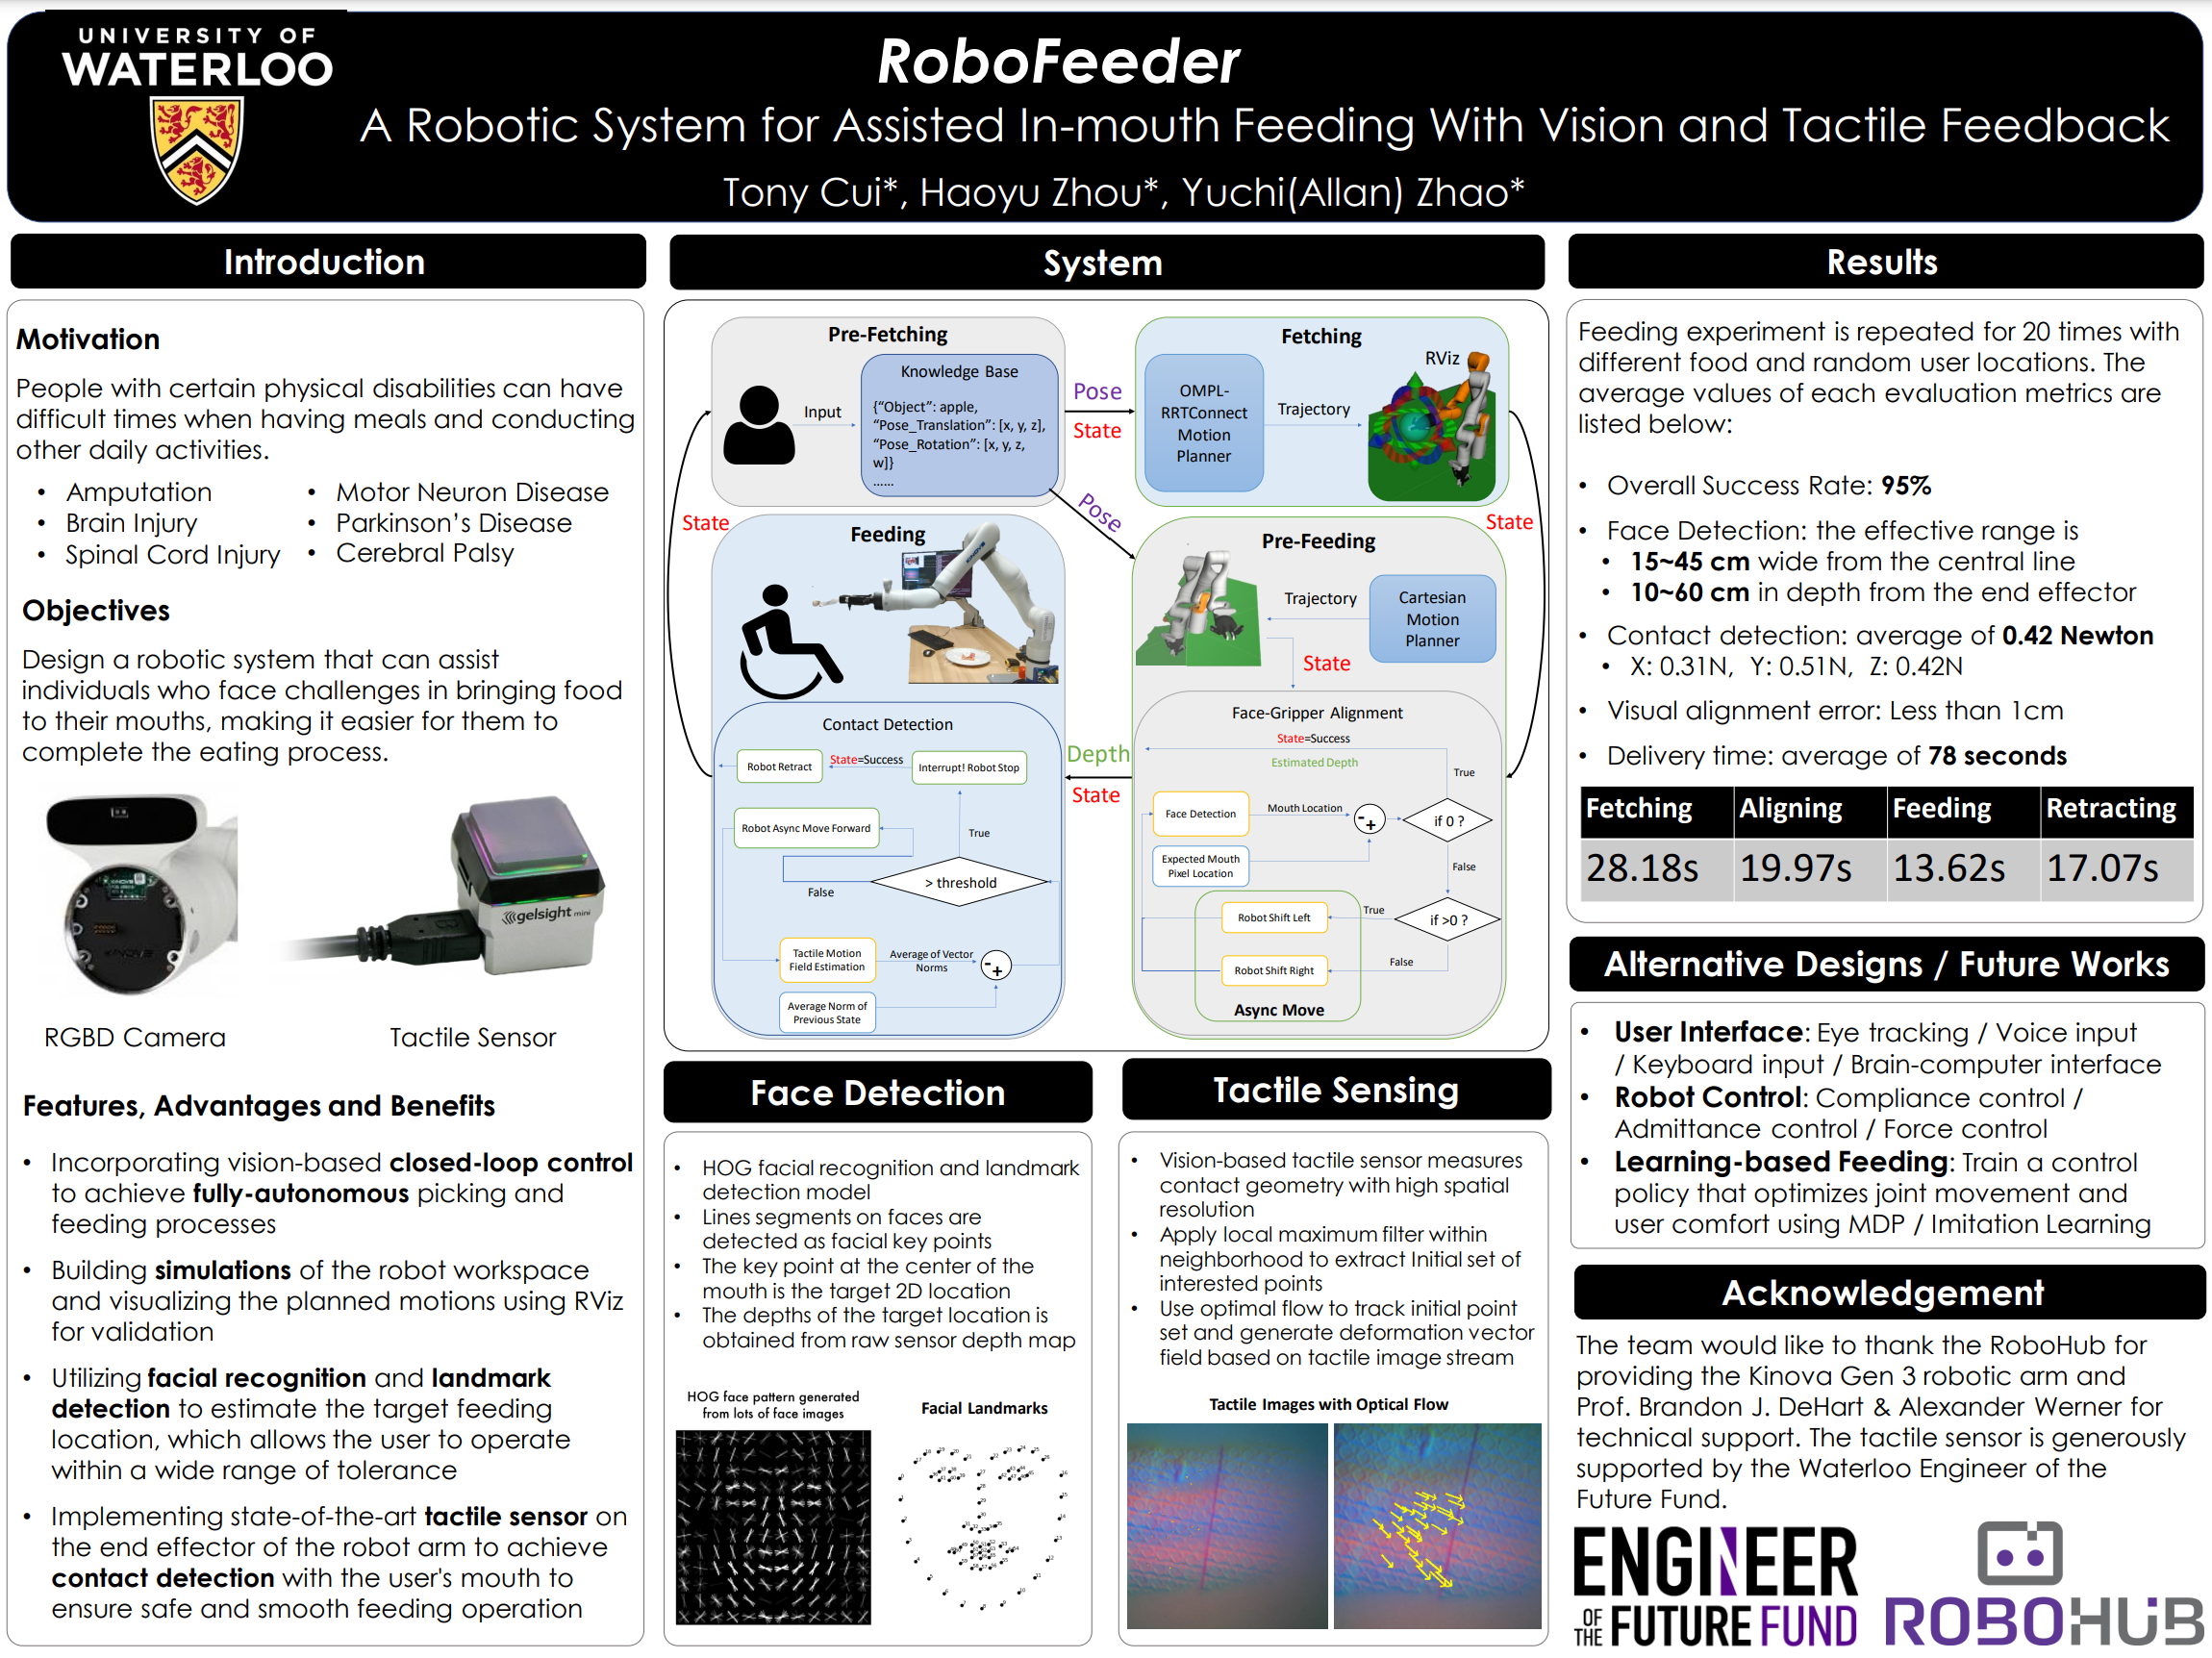 UNIVERSITY OF
WATERLOO
RoboFeeder
A Robotic System for Assisted In-mouth Feeding With Vision and Tactile Feedback
Tony Cui*, Haoyu Zhou*, Yuchi(Allan) Zhao*
Introduction
Motivation
People with certain physical disabilities can have
difficult times when having meals and conducting
other daily activities.
• Amputation
• Brain Injury
• Spinal Cord Injury
• Motor Neuron Disease
• Parkinson's Disease
• Cerebral Palsy
Objectives
Design a robotic system that can assist
individuals who face challenges in bringing food
to their mouths, making it easier for them to
complete the eating process.
gelsight mini
RGBD Camera
Tactile Sensor
Features, Advantages and Benefits
• Incorporating vision-based closed-loop control
to achieve fully-autonomous picking and
feeding processes
• Building simulations of the robot workspace
and visualizing the planned motions using RViz
for validation
• Utilizing facial recognition and landmark
detection to estimate the target feeding
location, which allows the user to operate
within a wide range of tolerance
• Implementing state-of-the-art tactile sensor on
the end effector of the robot arm to achieve
contact detection with the user's mouth to
ensure safe and smooth feeding operation
System
Pre-Fetching
Input
Knowledge Base
{"Object": apple,
"Pose_Translation": [x, y, z],
"Pose_Rotation": [x, y, z,
w]}
......
Pose
State
Fetching
OMPL-
RRTConnect
Motion
Planner
Trajectory
RViz
State
Pose
State
Feeding
Contact Detection
Robot Retract
State=Success
Interrupt! Robot Stop
Robot Async Move Forward
True
> threshold
False
Tactile Motion
Field Estimation
Average of Vector
Norms
-
+
Average Norm of
Previous State
Depth
State
Pre-Feeding
Trajectory
Cartesian
Motion
Planner
State
Face-Gripper Alignment
State=Success
Estimated Depth
True
Face Detection
Mouth Location
-
+
if 0 ?
Expected Mouth
Pixel Location
False
Robot Shift Left
True
if >0 ?
Robot Shift Right
False
Async Move
Face Detection
• HOG facial recognition and landmark
detection model
• Lines segments on faces are
detected as facial key points
• The key point at the center of the
mouth is the target 2D location
• The depths of the target location is
obtained from raw sensor depth map
HOG face pattern generated
from lots of face images
Facial Landmarks
Tactile Sensing
• Vision-based tactile sensor measures
contact geometry with high spatial
resolution
• Apply local maximum filter within
neighborhood to extract Initial set of
interested points
• Use optimal flow to track initial point
set and generate deformation vector
field based on tactile image stream
Tactile Images with Optical Flow
Results
Feeding experiment is repeated for 20 times with
different food and random user locations. The
average values of each evaluation metrics are
listed below:
• Overall Success Rate: 95%
• Face Detection: the effective range is
• 15~45 cm wide from the central line
• 10~60 cm in depth from the end effector
• Contact detection: average of 0.42 Newton
• X: 0.31N, Y: 0.51N, Z: 0.42N
• Visual alignment error: Less than 1cm
• Delivery time: average of 78 seconds
Fetching Aligning Feeding Retracting
28.18s 19.97s 13.62s 17.07s
Alternative Designs / Future Works
• User Interface: Eye tracking / Voice input
/ Keyboard input / Brain-computer interface
• Robot Control: Compliance control /
Admittance control / Force control
• Learning-based Feeding: Train a control
policy that optimizes joint movement and
user comfort using MDP / Imitation Learning
Acknowledgement
The team would like to thank the RoboHub for
providing the Kinova Gen 3 robotic arm and
Prof. Brandon J. DeHart & Alexander Werner for
technical support. The tactile sensor is generously
supported by the Waterloo Engineer of the
Future Fund.
ENGINEER
OF THE FUTURE FUND
ROBOHUB